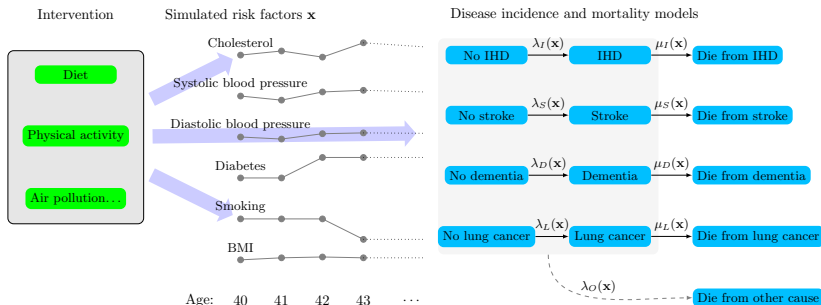 Intervention
Simulated risk factors x
Disease incidence and mortality models
Diet
Physical activity
Air pollution...
Cholesterol
Systolic blood pressure
Diastolic blood pressure
Diabetes
Smoking
BMI
Age: 40 41 42 43 ...
No IHD λI(x) IHD μI(x) Die from IHD
No stroke λS(x) Stroke μS(x) Die from stroke
No dementia λD(x) Dementia μD(x) Die from dementia
No lung cancer λL(x) Lung cancer μL(x) Die from lung cancer
λO(x) Die from other cause